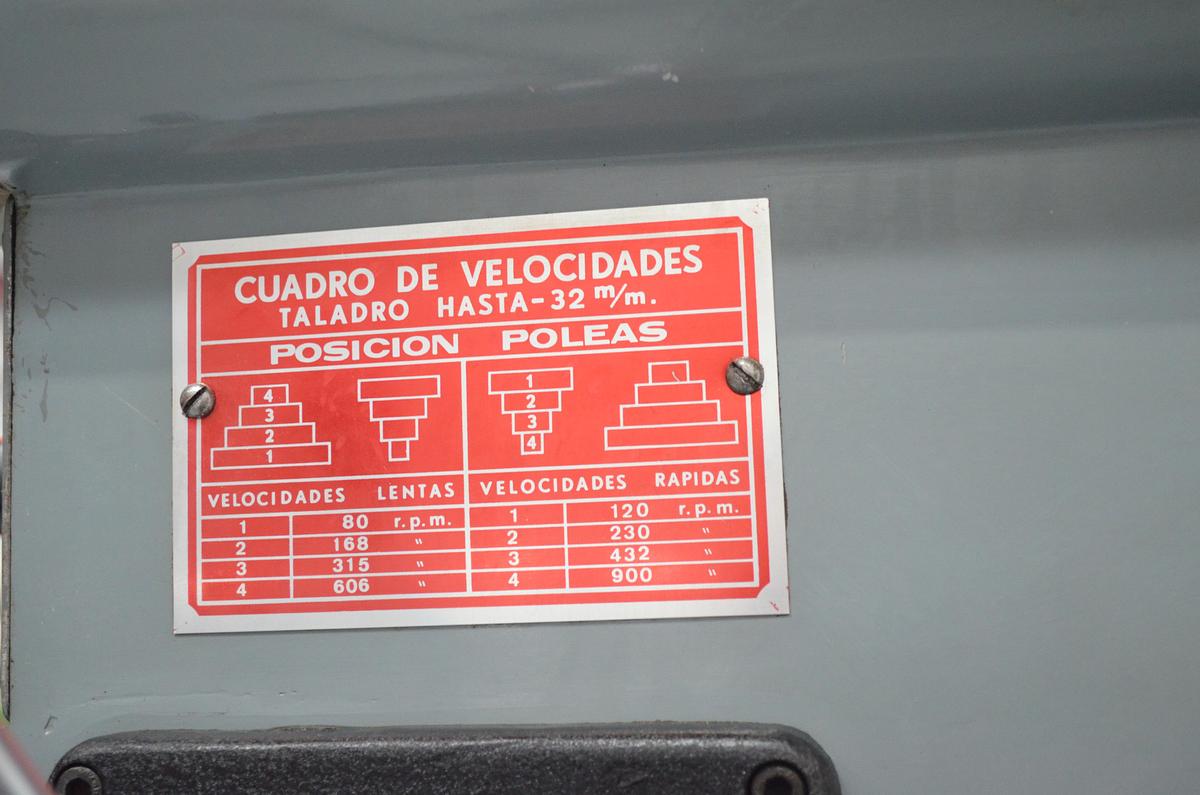 CUADRO DE VELOCIDADES
TALADRO HASTA-32 m/m.
POSICION POLEAS
4
3
2
1
1
2
3
4
VELOCIDADES LENTAS
1 80 r.p.m.
2 168 "
3 315 "
4 606 "
VELOCIDADES RAPIDAS
1 120 r.p.m.
2 230 "
3 432 "
4 900 "